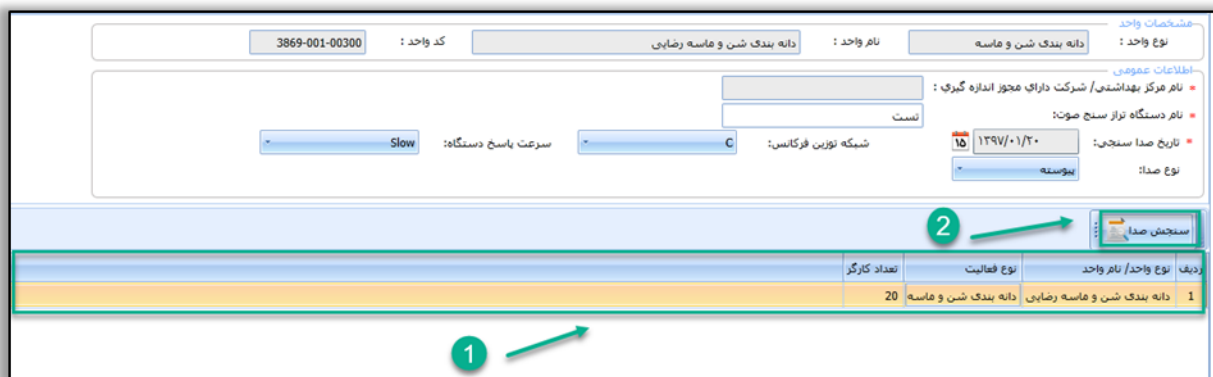 مشخصات واحد
نوع واحد : دانه بندی شن و ماسه نام واحد : دانه بندی شن و ماسه رضایی کد واحد : 3869-001-00300
اطلاعات عمومی
نام مرکز بهداشتی/ شرکت داراي مجوز اندازه گیري :
نام دستگاه تراز سنج صوت: تست
تاریخ صدا سنجی: ۱۳۹۷/۰۱/۲۰ ۱۵ شبکه توزین فرکانس: C سرعت پاسخ دستگاه: Slow
نوع صدا: پیوسته
سنجش صدا 2
ردیف نوع واحد/ نام واحد نوع فعالیت تعداد کارگر
1 دانه بندی شن و ماسه رضایی دانه بندی شن و ماسه 20
1